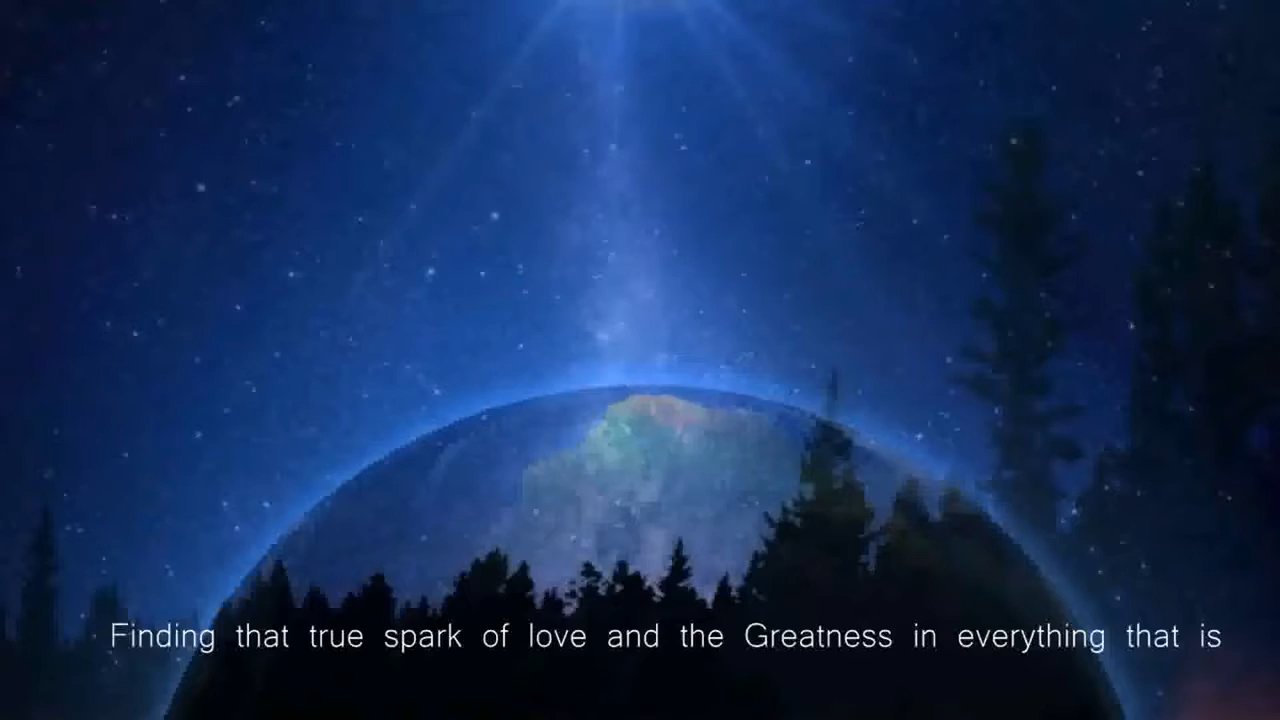 Finding that true spark of love and the Greatness in everything that is